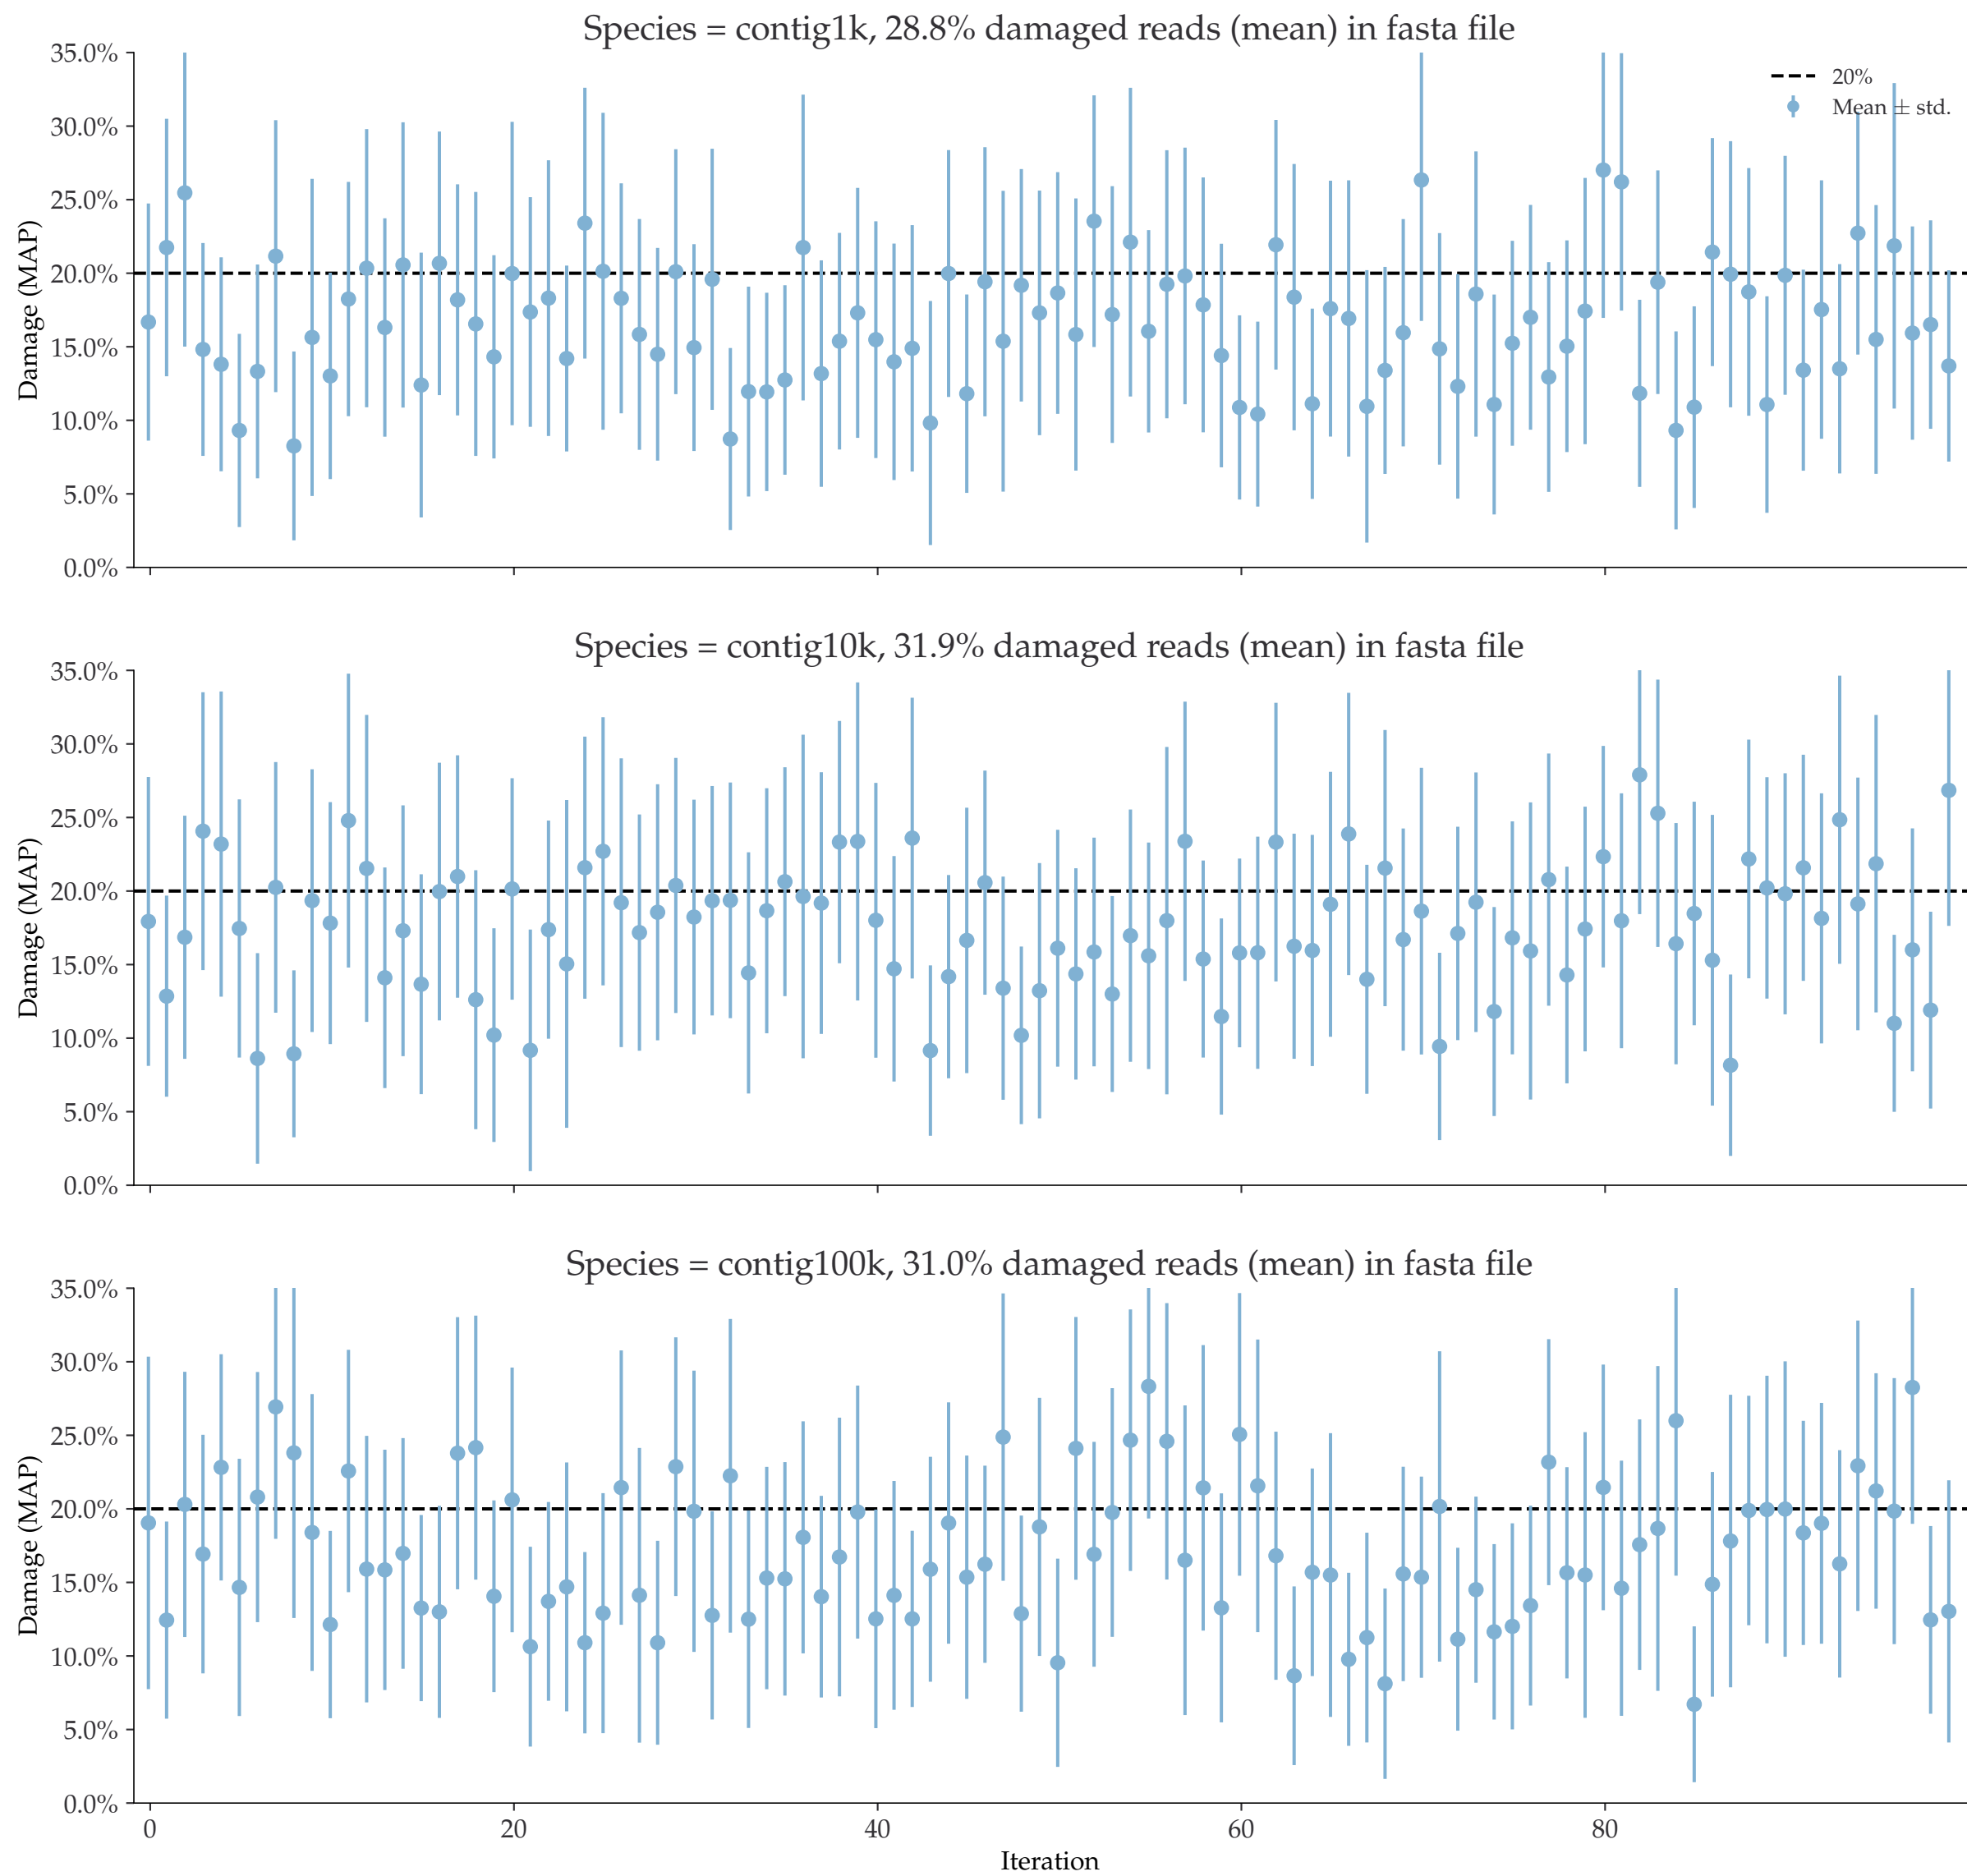 Species = contig1k, 28.8% damaged reads (mean) in fasta file
35.0%
30.0%
25.0%
20.0%
15.0%
10.0%
5.0%
0.0%
Damage (MAP)
20%
Mean ± std.
Species = contig10k, 31.9% damaged reads (mean) in fasta file
35.0%
30.0%
25.0%
20.0%
15.0%
10.0%
5.0%
0.0%
Damage (MAP)
Species = contig100k, 31.0% damaged reads (mean) in fasta file
35.0%
30.0%
25.0%
20.0%
15.0%
10.0%
5.0%
0.0%
Damage (MAP)
0 20 40 60 80
Iteration